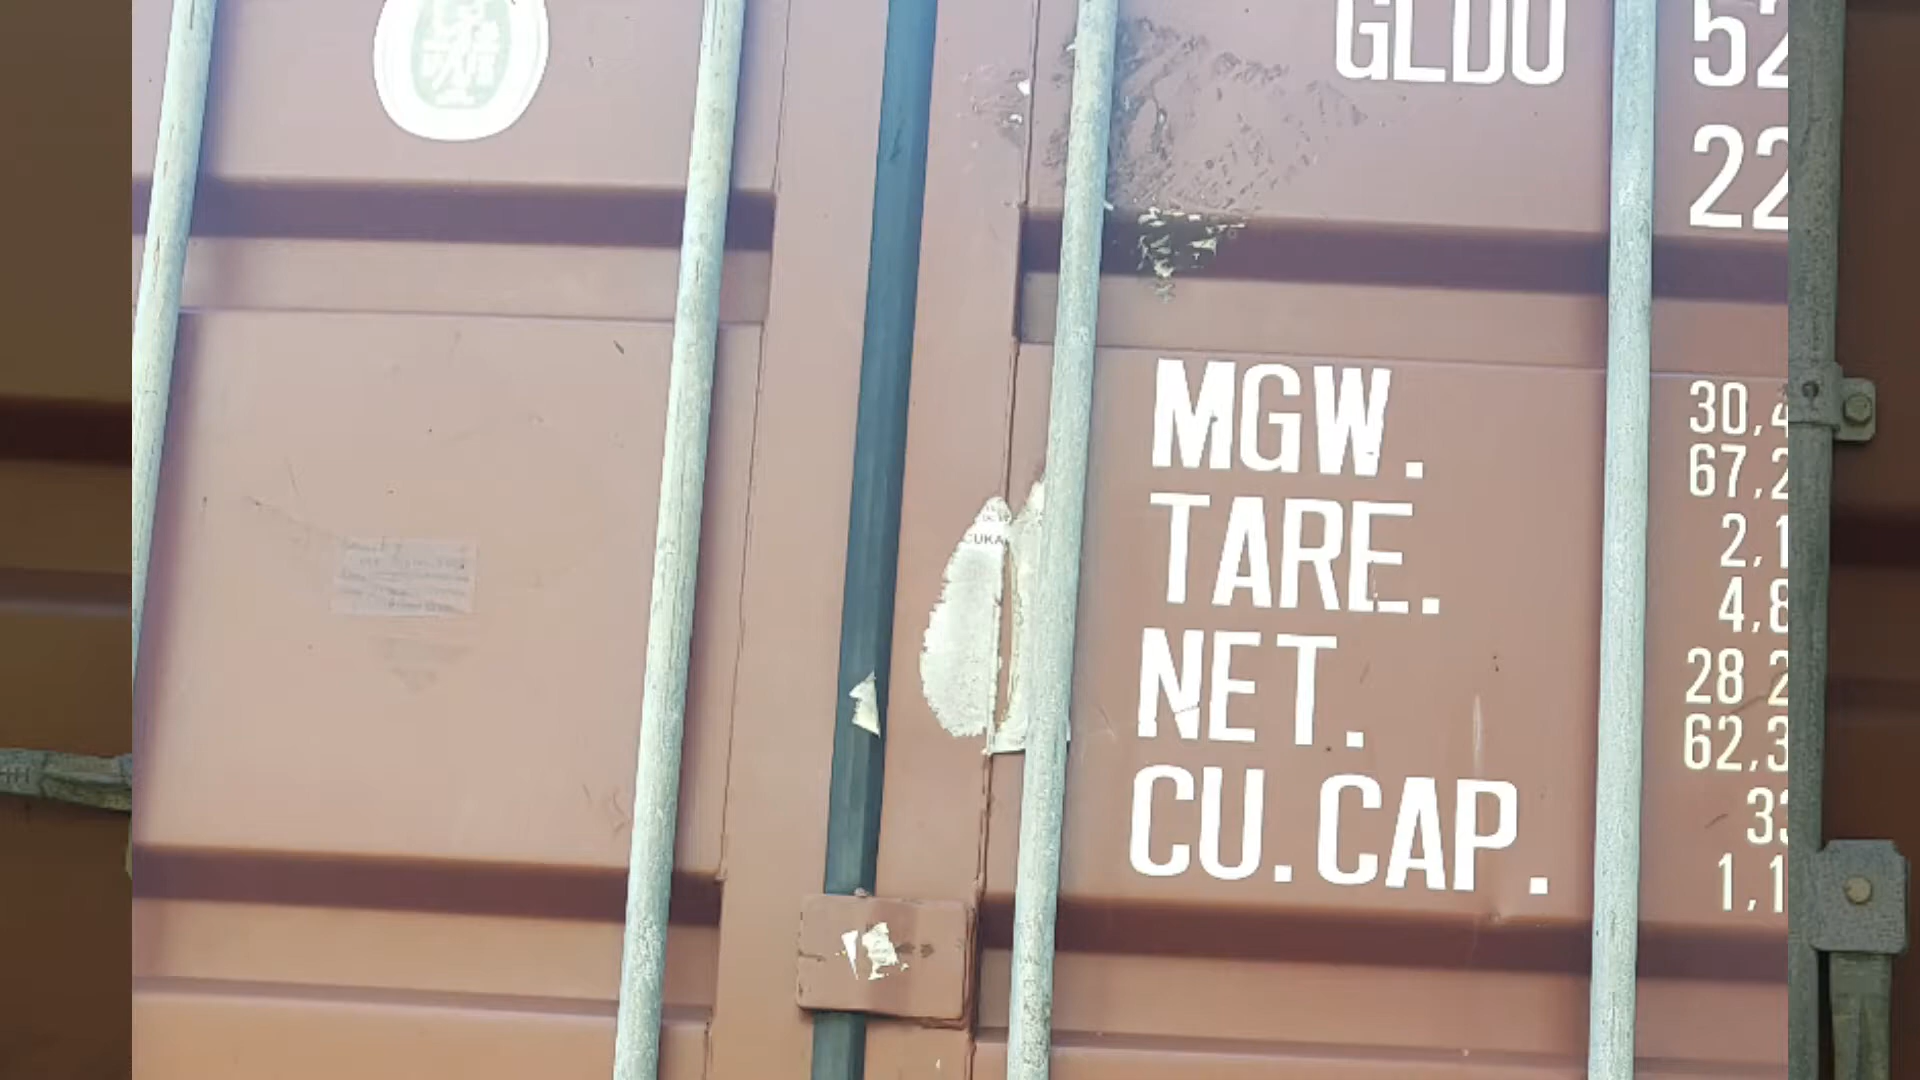 GLDU 52
22
MGW. 30,4
67,2
TARE. 2,1
4,8
NET. 28 2
62,3
CU.CAP. 33
1,1
CUKA